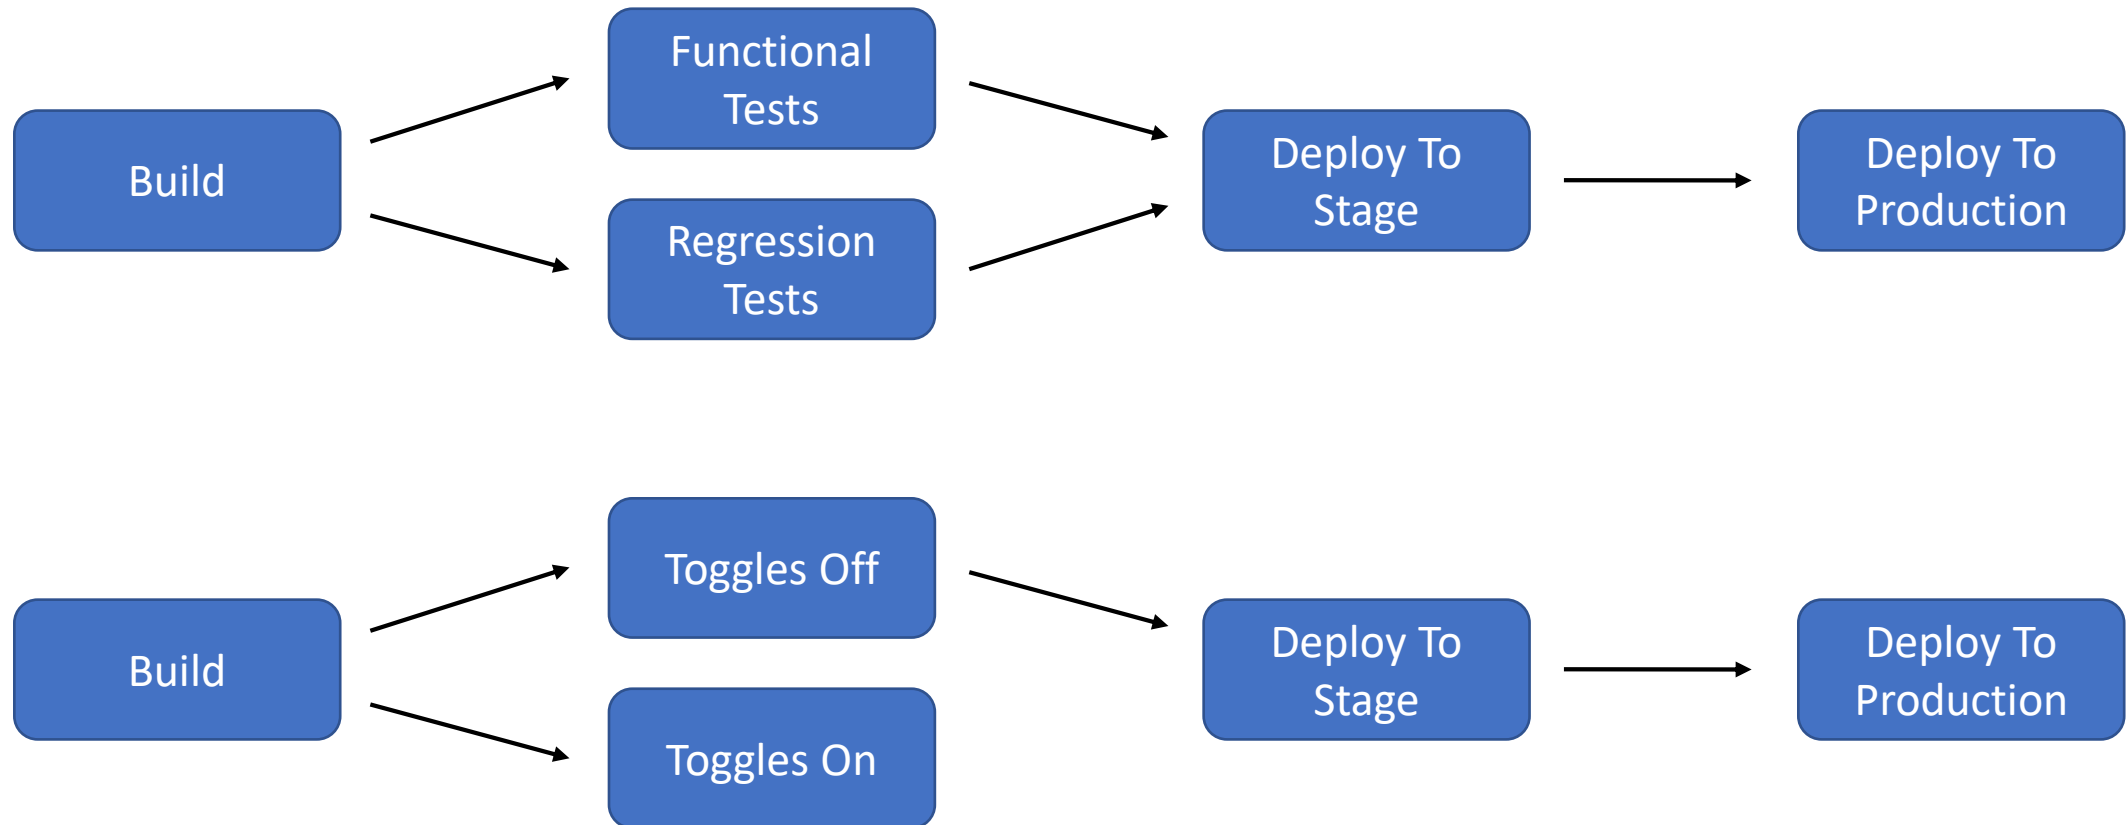 Functional
Tests
Build
Regression
Tests
Deploy To
Stage
Deploy To
Production
Toggles Off
Build
Toggles On
Deploy To
Stage
Deploy To
Production